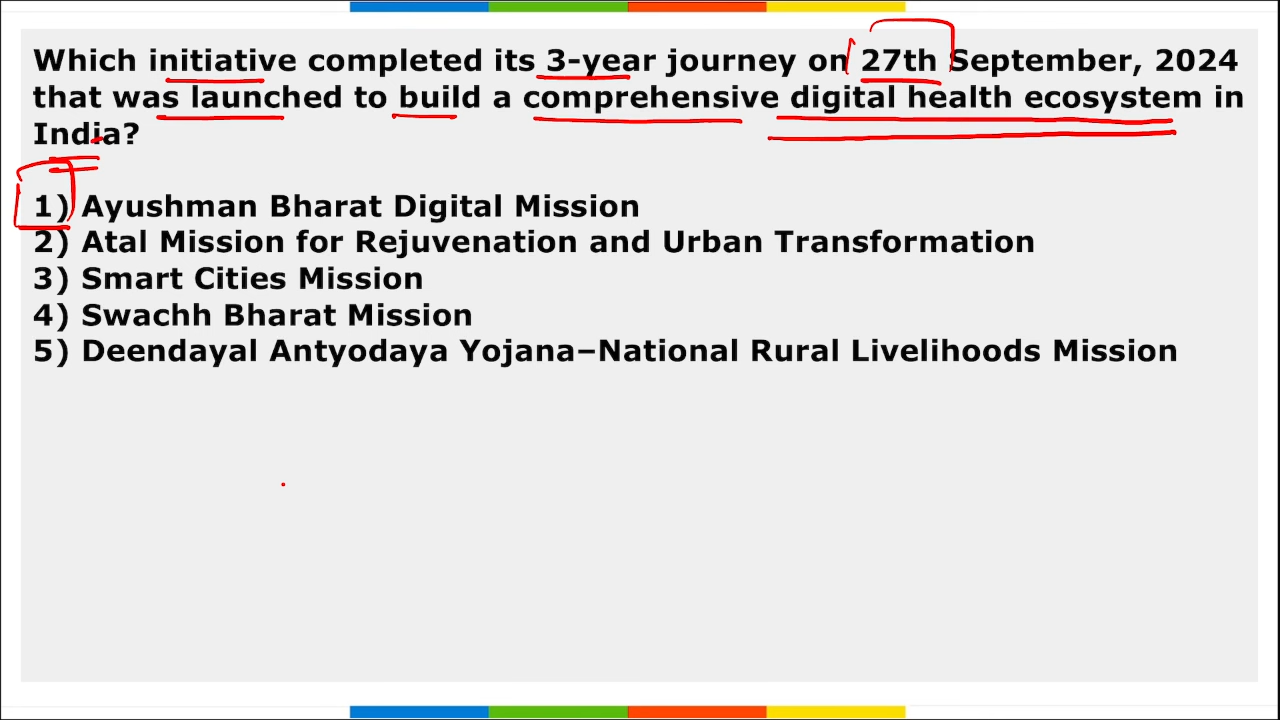 Which initiative completed its 3-year journey on 27th September, 2024
that was launched to build a comprehensive digital health ecosystem in
India?
1) Ayushman Bharat Digital Mission
2) Atal Mission for Rejuvenation and Urban Transformation
3) Smart Cities Mission
4) Swachh Bharat Mission
5) Deendayal Antyodaya Yojana–National Rural Livelihoods Mission